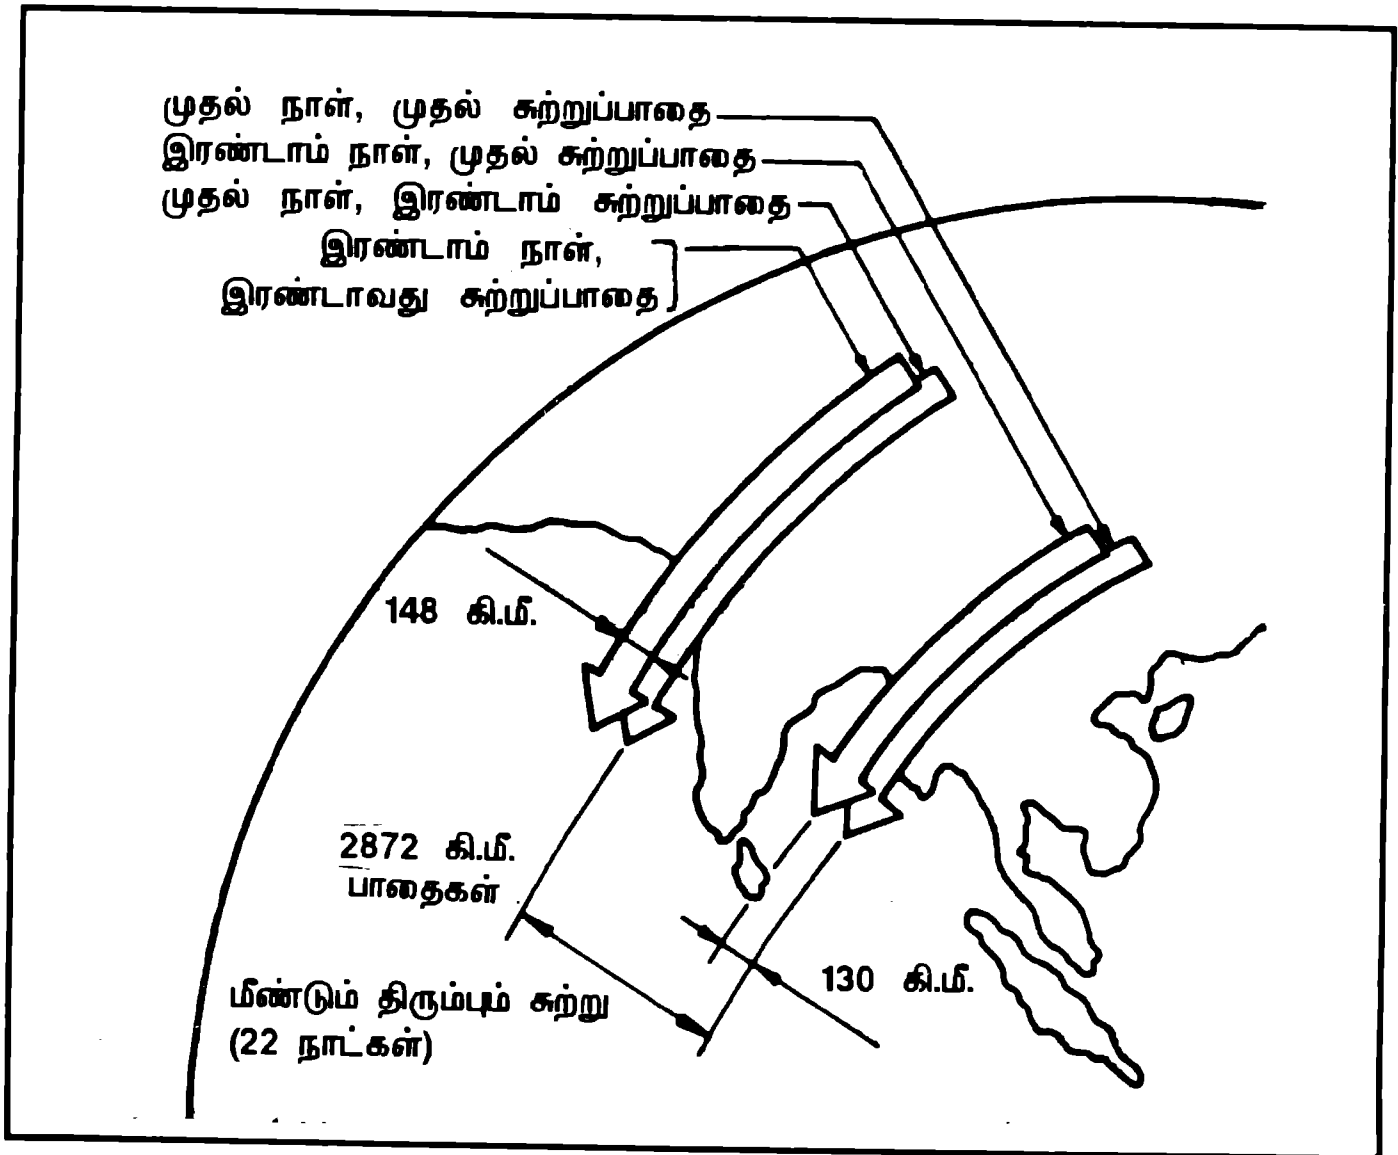 முதல் நாள், முதல் சுற்றுப்பாதை
இரண்டாம் நாள், முதல் சுற்றுப்பாதை
முதல் நாள், இரண்டாம் சுற்றுப்பாதை
இரண்டாம் நாள்,
இரண்டாவது சுற்றுப்பாதை
148 கி.மீ.
2872 கி.மீ.
பாதைகள்
130 கி.மீ.
மீண்டும் திரும்பும் சுற்று
(22 நாட்கள்)